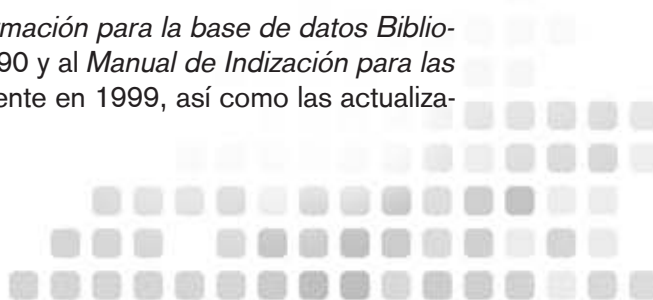 rmación para la base de datos Biblio-
90 y al Manual de Indización para las
ente en 1999, así como las actualiza-